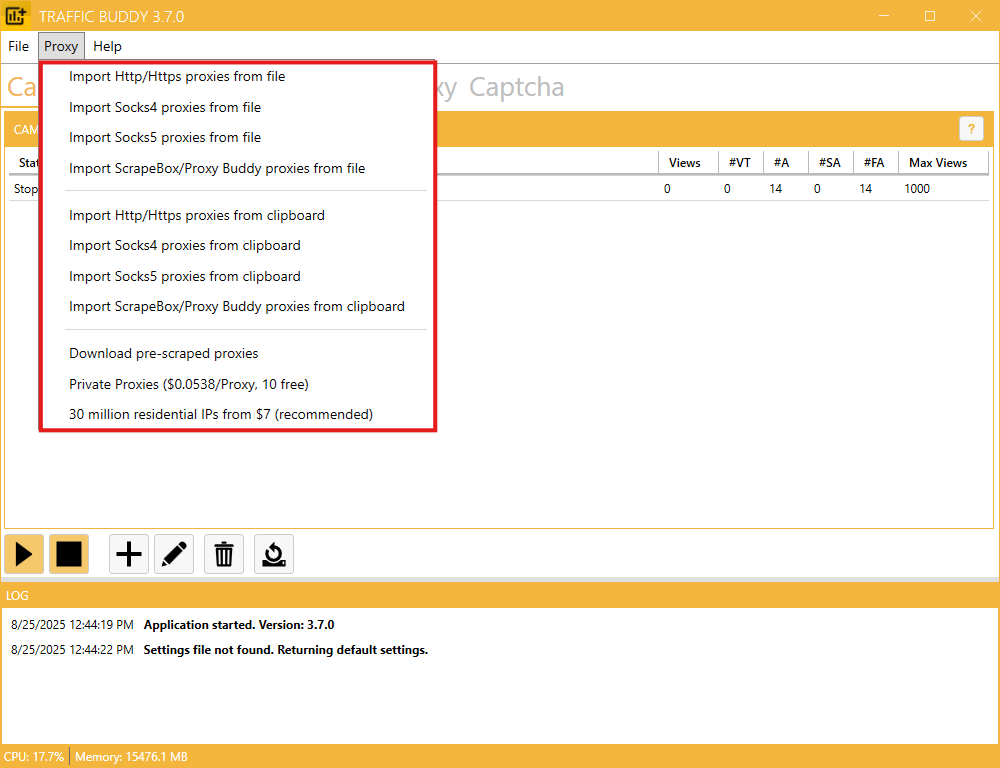 TRAFFIC BUDDY 3.7.0
File Proxy Help
Ca xy Captcha
CAM ?
Stat Views #VT #A #SA #FA Max Views
Stop 0 0 14 0 14 1000
Import Http/Https proxies from file
Import Socks4 proxies from file
Import Socks5 proxies from file
Import ScrapeBox/Proxy Buddy proxies from file
Import Http/Https proxies from clipboard
Import Socks4 proxies from clipboard
Import Socks5 proxies from clipboard
Import ScrapeBox/Proxy Buddy proxies from clipboard
Download pre-scraped proxies
Private Proxies ($0.0538/Proxy, 10 free)
30 million residential IPs from $7 (recommended)
LOG
8/25/2025 12:44:19 PM Application started. Version: 3.7.0
8/25/2025 12:44:22 PM Settings file not found. Returning default settings.
CPU: 17.7% Memory: 15476.1 MB